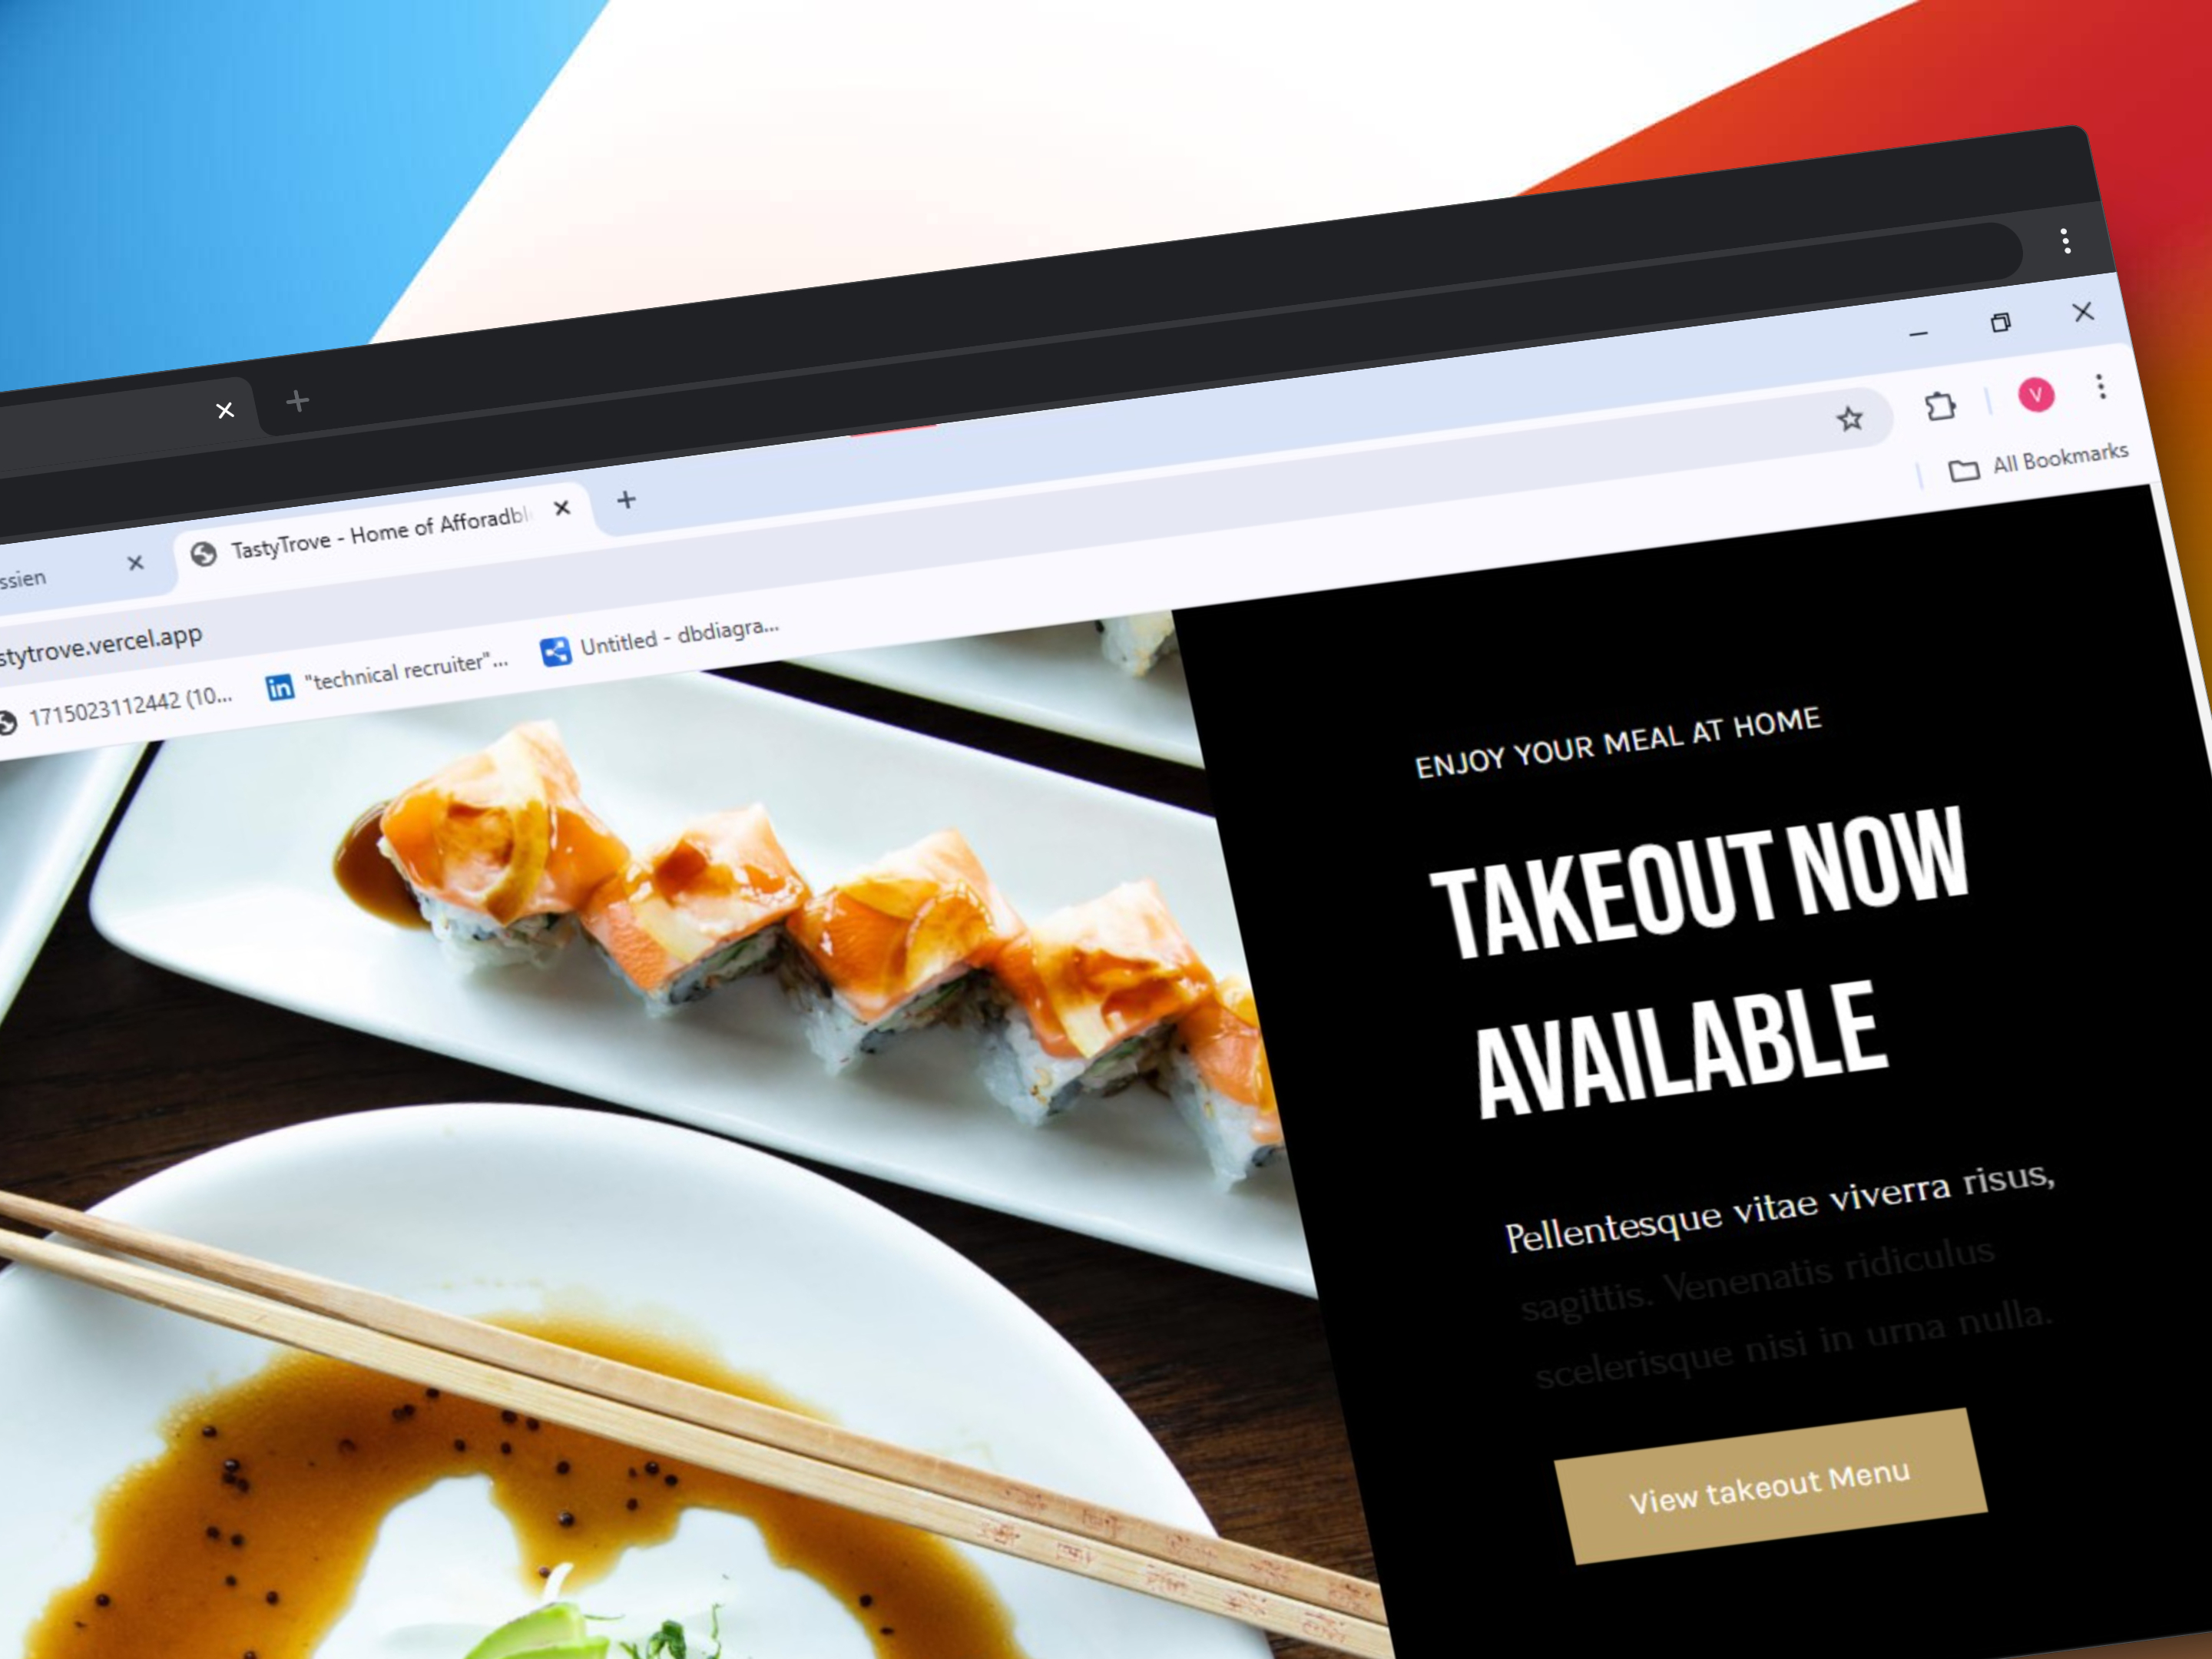 ssien
TastyTrove - Home of Afforadbl
stytrove.vercel.app
1715023112442 (10...
"technical recruiter"...
Untitled - dbdiagra...
V
All Bookmarks
ENJOY YOUR MEAL AT HOME
TAKEOUT NOW
AVAILABLE
Pellentesque vitae viverra risus,
sagittis. Venenatis ridiculus
scelerisque nisi in urna nulla.
View takeout Menu